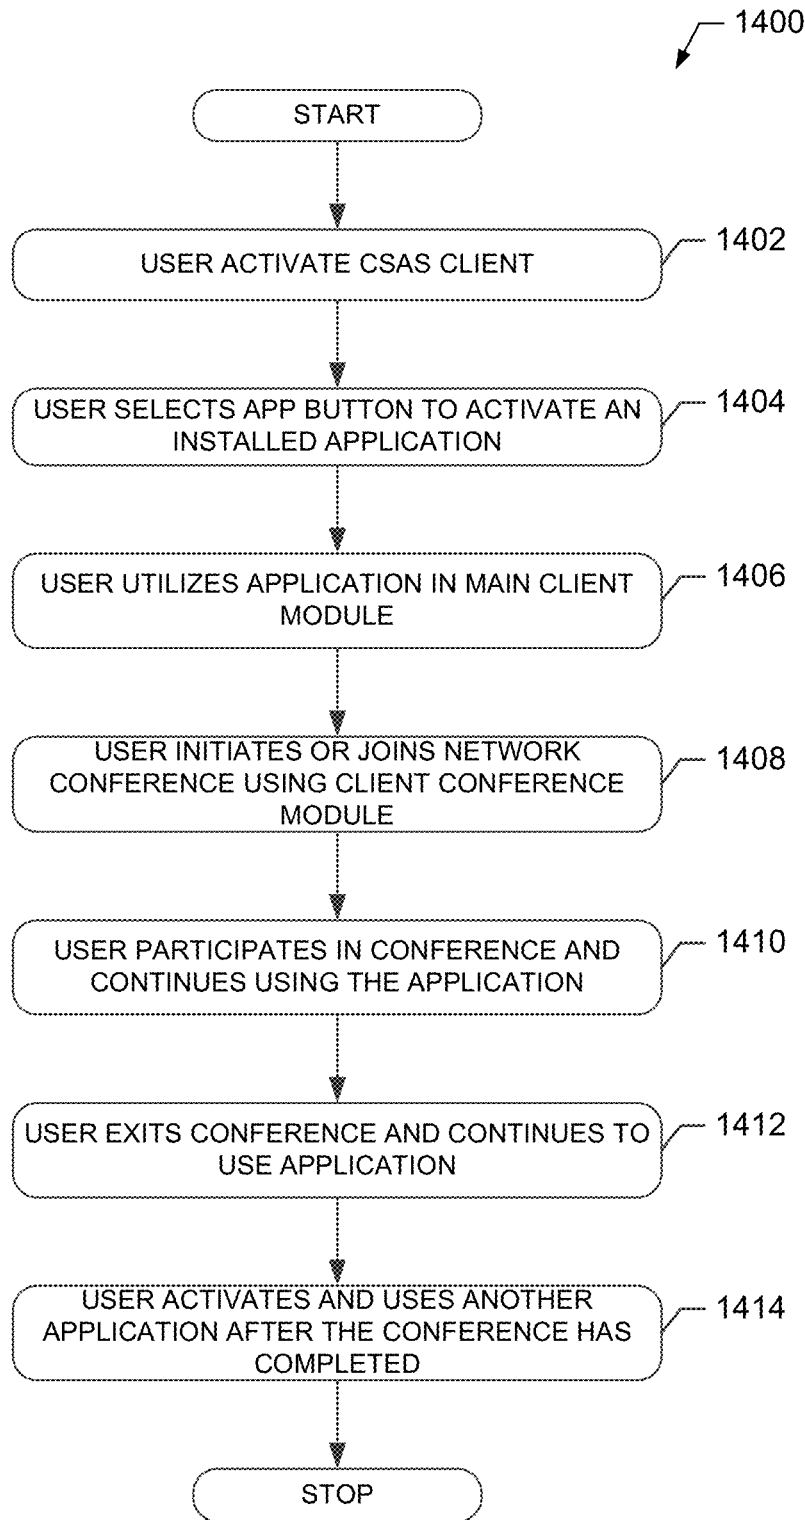 1400
START
USER ACTIVATE CSAS CLIENT
1402
USER SELECTS APP BUTTON TO ACTIVATE AN
INSTALLED APPLICATION
1404
USER UTILIZES APPLICATION IN MAIN CLIENT
MODULE
1406
USER INITIATES OR JOINS NETWORK
CONFERENCE USING CLIENT CONFERENCE
MODULE
1408
USER PARTICIPATES IN CONFERENCE AND
CONTINUES USING THE APPLICATION
1410
USER EXITS CONFERENCE AND CONTINUES TO
USE APPLICATION
1412
USER ACTIVATES AND USES ANOTHER
APPLICATION AFTER THE CONFERENCE HAS
COMPLETED
1414
STOP